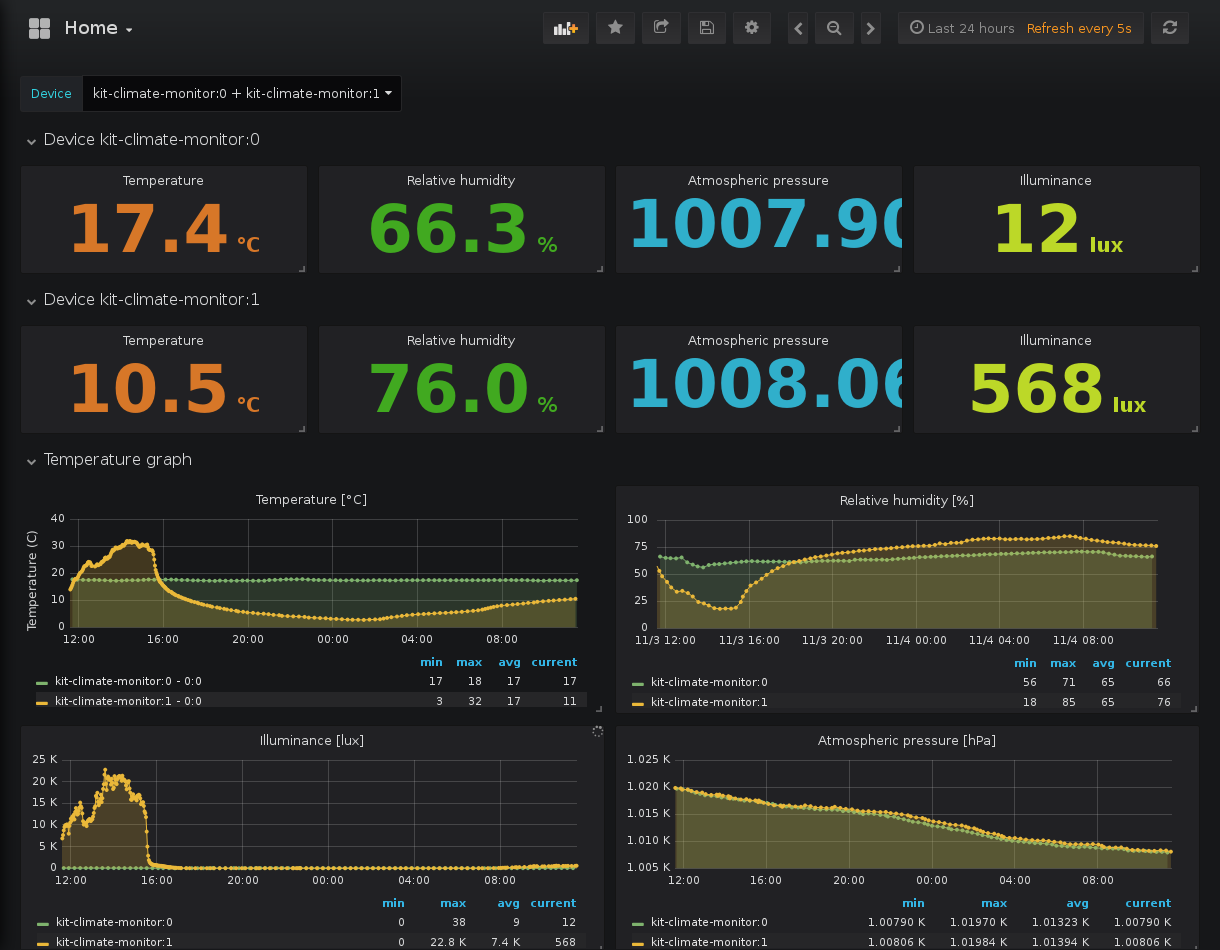 Home
Last 24 hours Refresh every 5s
Device kit-climate-monitor:0 + kit-climate-monitor:1
Device kit-climate-monitor:0
Temperature Relative humidity Atmospheric pressure Illuminance
17.4 °C 66.3 % 1007.90 12 lux
Device kit-climate-monitor:1
Temperature Relative humidity Atmospheric pressure Illuminance
10.5 °C 76.0 % 1008.06 568 lux
Temperature graph
Temperature [°C]
Temperature (C)
40
30
20
10
0
12:00 16:00 20:00 00:00 04:00 08:00
min max avg current
kit-climate-monitor:0 - 0:0 17 18 17 17
kit-climate-monitor:1 - 0:0 3 32 17 11
Relative humidity [%]
100
75
50
25
0
11/3 12:00 11/3 16:00 11/3 20:00 11/4 00:00 11/4 04:00 11/4 08:00
min max avg current
kit-climate-monitor:0 56 71 65 66
kit-climate-monitor:1 18 85 65 76
Illuminance [lux]
25 K
20 K
15 K
10 K
5 K
0
12:00 16:00 20:00 00:00 04:00 08:00
min max avg current
kit-climate-monitor:0 0 38 9 12
kit-climate-monitor:1 0 22.8 K 7.4 K 568
Atmospheric pressure [hPa]
1.025 K
1.020 K
1.015 K
1.010 K
1.005 K
12:00 16:00 20:00 00:00 04:00 08:00
min max avg current
kit-climate-monitor:0 1.00790 K 1.01970 K 1.01323 K 1.00790 K
kit-climate-monitor:1 1.00806 K 1.01984 K 1.01394 K 1.00806 K